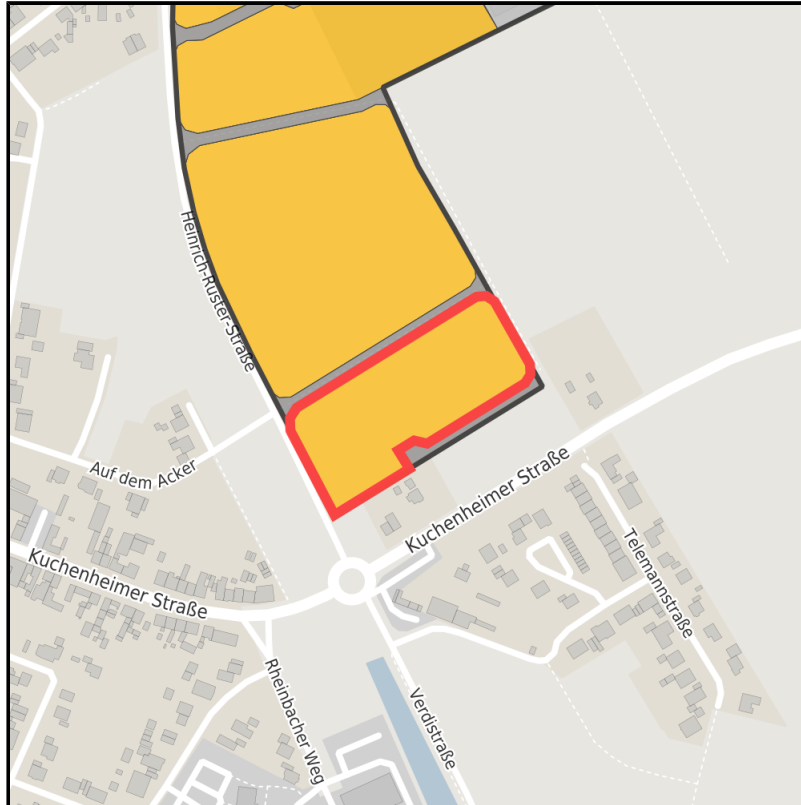 Heinrich-Ruster-Straße
Auf dem Acker
Kuchenheimer Straße
Kuchenheimer Straße
Telemannstraße
Rheinbacher Weg
Verdistraße